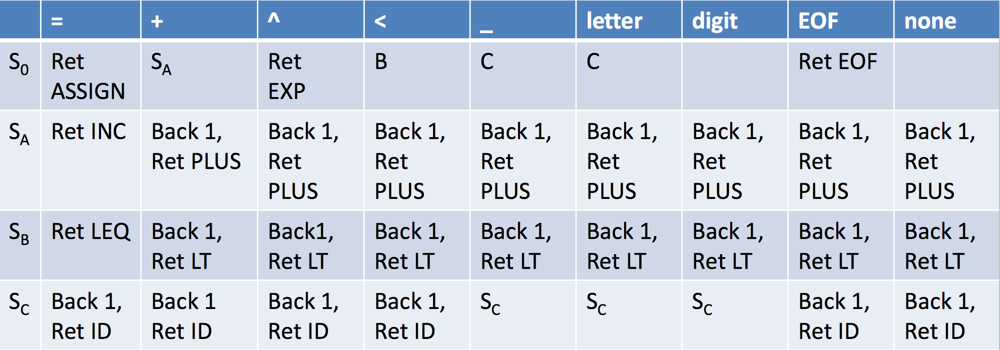 = + ^ < _ letter digit EOF none
S0 Ret ASSIGN SA Ret EXP B C C Ret EOF
SA Ret INC Back 1, Ret PLUS Back 1, Ret PLUS Back 1, Ret PLUS Back 1, Ret PLUS Back 1, Ret PLUS Back 1, Ret PLUS Back 1, Ret PLUS Back 1, Ret PLUS
SB Ret LEQ Back 1, Ret LT Back1, Ret LT Back 1, Ret LT Back 1, Ret LT Back 1, Ret LT Back 1, Ret LT Back 1, Ret LT Back 1, Ret LT
SC Back 1, Ret ID Back 1 Ret ID Back 1, Ret ID Back 1, Ret ID SC SC SC Back 1, Ret ID Back 1, Ret ID